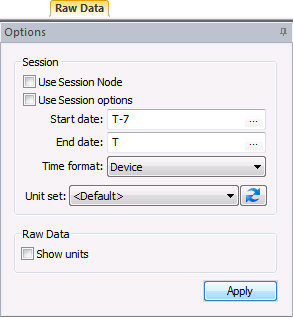 Raw Data
Options
Session
Use Session Node
Use Session options
Start date: T-7 ...
End date: T ...
Time format: Device
Unit set: <Default>
Raw Data
Show units
Apply